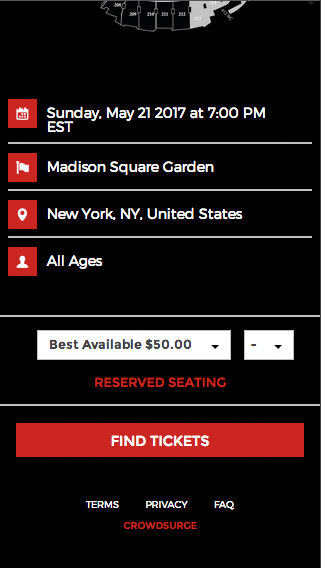 209
210 211 212
Sunday, May 21 2017 at 7:00 PM
EST
Madison Square Garden
New York, NY, United States
All Ages
Best Available $50.00 -
RESERVED SEATING
FIND TICKETS
TERMS PRIVACY FAQ
CROWDSURGE